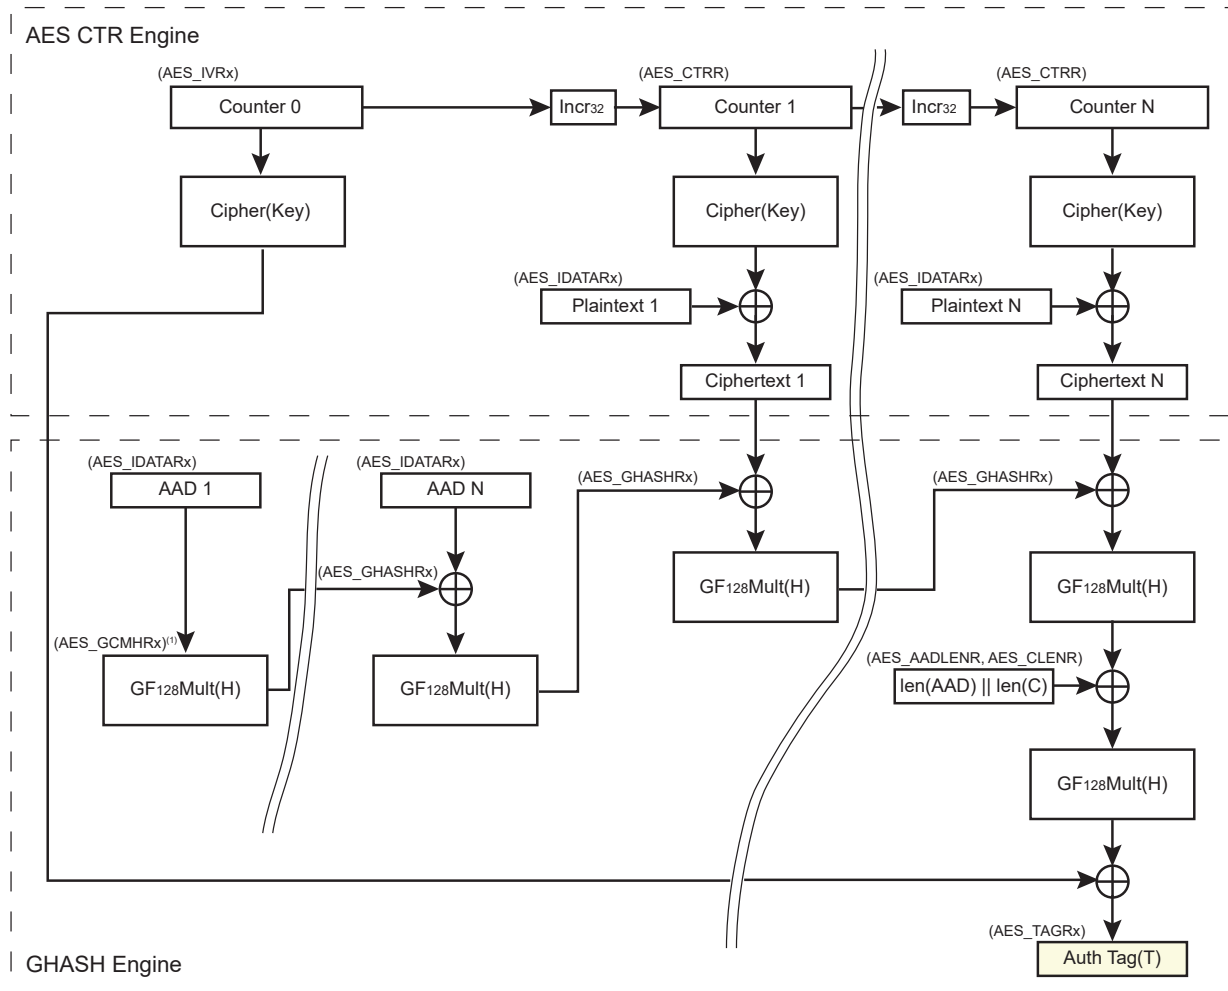 AES CTR Engine
(AES_IVRx)
Counter 0
Incr32
(AES_CTRR)
Counter 1
Incr32
(AES_CTRR)
Counter N
Cipher(Key)
Cipher(Key)
Cipher(Key)
(AES_IDATARx)
Plaintext 1
(AES_IDATARx)
Plaintext N
Ciphertext 1
Ciphertext N
(AES_IDATARx)
AAD 1
(AES_IDATARx)
AAD N
(AES_GHASHRx)
(AES_GHASHRx)
(AES_GHASHRx)
GF128Mult(H)
GF128Mult(H)
(AES_GCMHRx)(1)
GF128Mult(H)
GF128Mult(H)
(AES_AADLENR, AES_CLENR)
len(AAD) || len(C)
GF128Mult(H)
(AES_TAGRx)
Auth Tag(T)
GHASH Engine